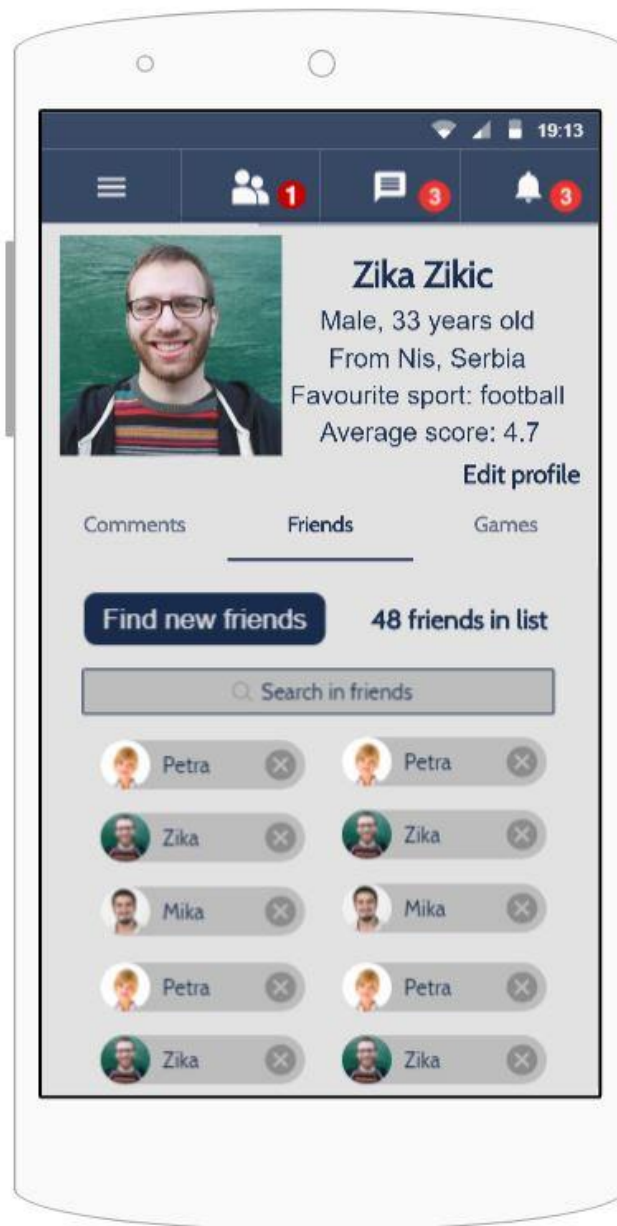 19:13
1
3
3
Zika Zikic
Male, 33 years old
From Nis, Serbia
Favourite sport: football
Average score: 4.7
Edit profile
Comments Friends Games
Find new friends 48 friends in list
Search in friends
Petra Petra
Zika Zika
Mika Mika
Petra Petra
Zika Zika